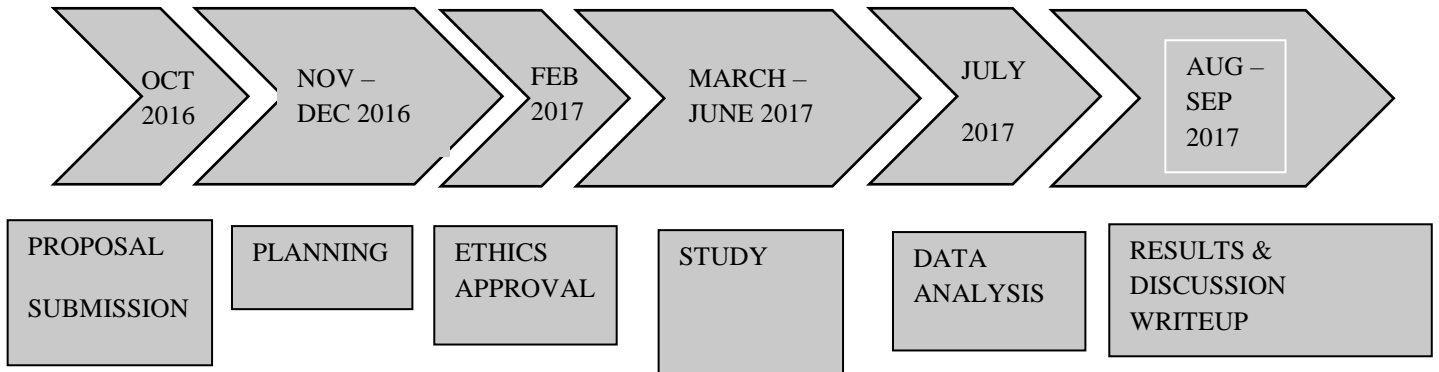 OCT
2016
NOV –
DEC 2016
FEB
2017
MARCH –
JUNE 2017
JULY
2017
AUG –
SEP
2017
PROPOSAL
SUBMISSION
PLANNING
ETHICS
APPROVAL
STUDY
DATA
ANALYSIS
RESULTS &
DISCUSSION
WRITEUP